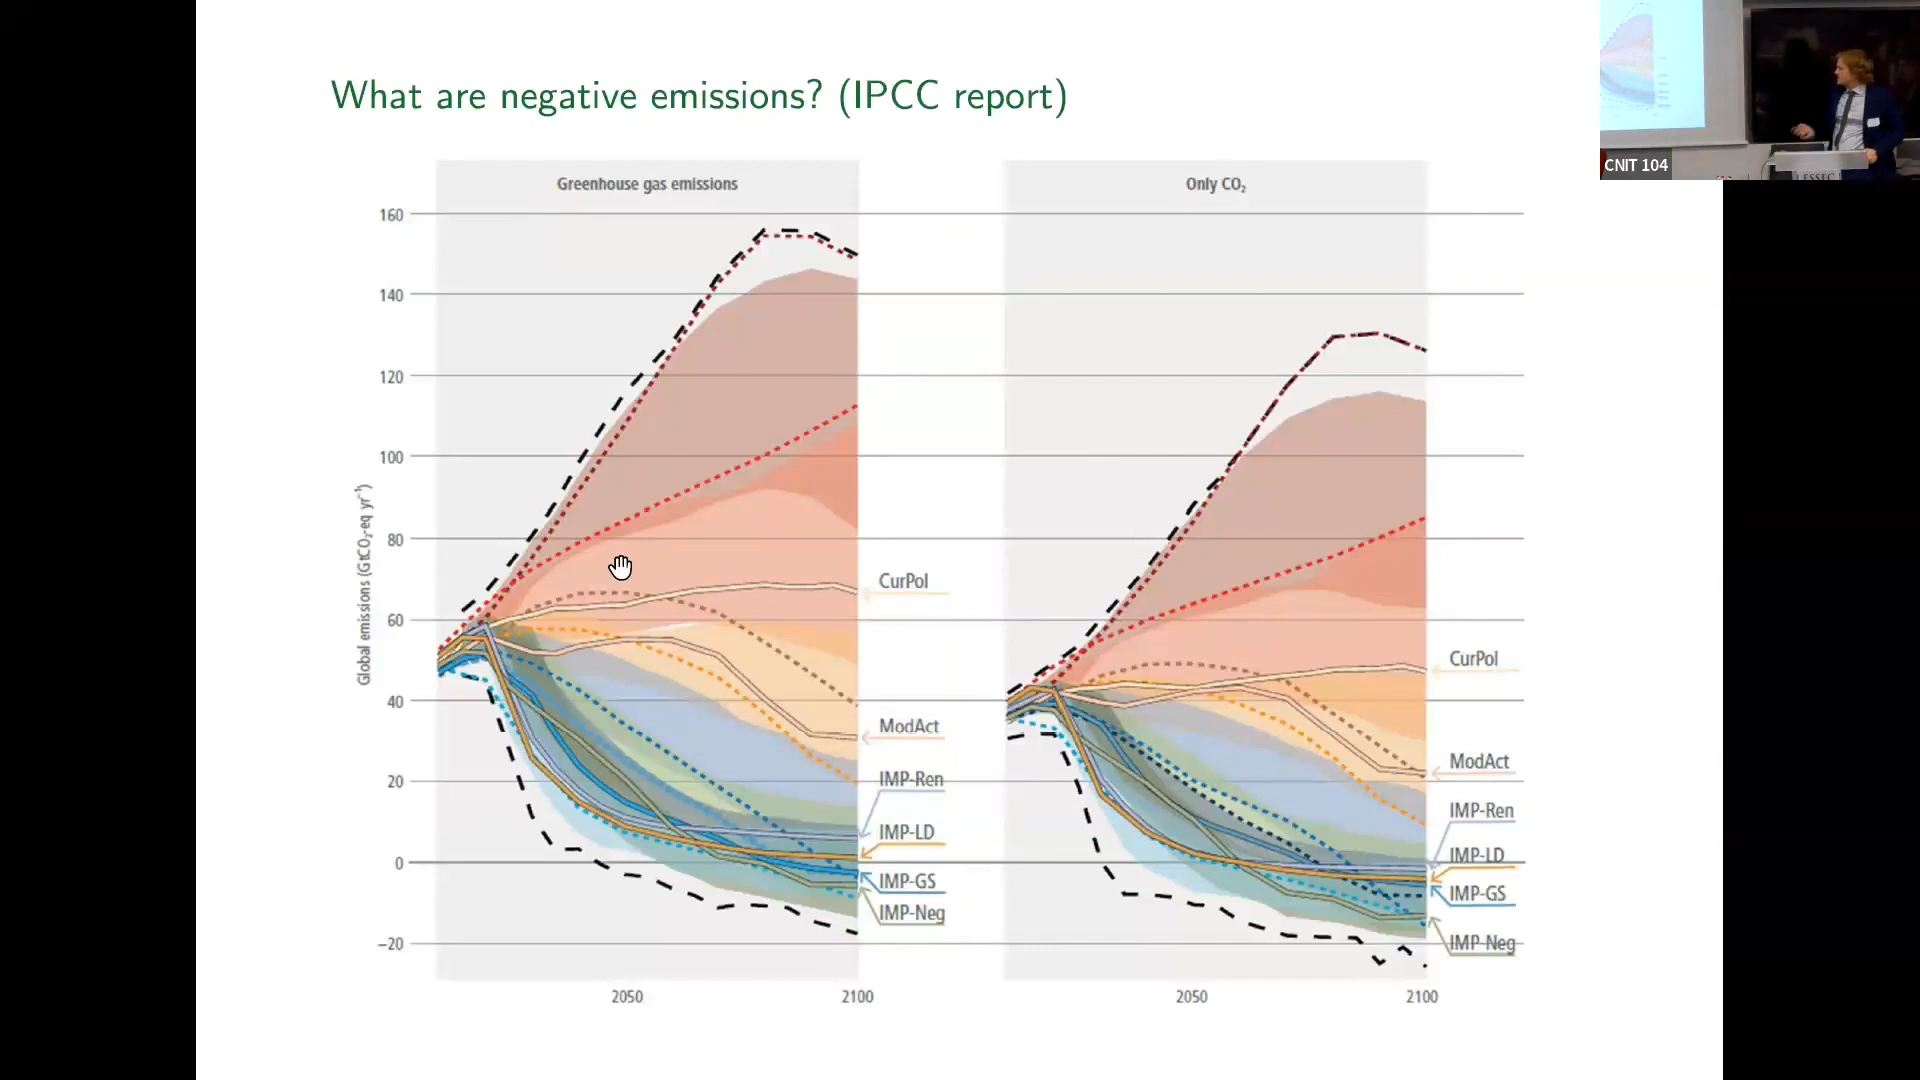 What are negative emissions? (IPCC report)
CNIT 104
ESSEC
Greenhouse gas emissions
Only CO₂
Global emissions (GtCO₂-eq yr⁻¹)
160
140
120
100
80
60
40
20
0
−20
CurPol
ModAct
IMP-Ren
IMP-LD
IMP-GS
IMP-Neg
CurPol
ModAct
IMP-Ren
IMP-LD
IMP-GS
IMP-Neg
2050
2100
2050
2100